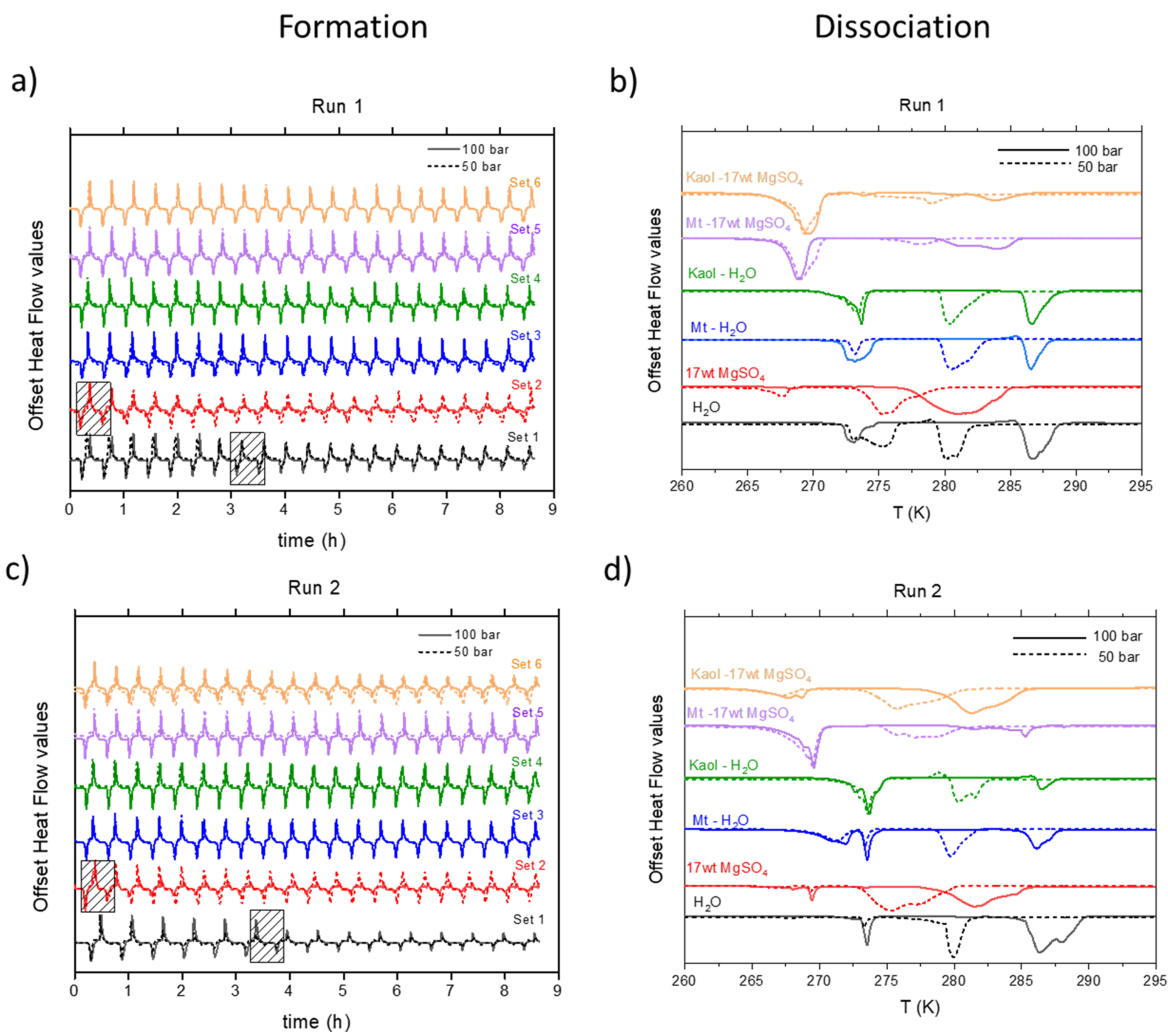 Formation
Dissociation
a)
Run 1
100 bar
50 bar
Set 6
Set 5
Set 4
Set 3
Set 2
Set 1
Offset Heat Flow values
0 1 2 3 4 5 6 7 8 9
time (h)
b)
Run 1
100 bar
50 bar
Kaol -17wt MgSO4
Mt -17wt MgSO4
Kaol - H2O
Mt - H2O
17wt MgSO4
H2O
Offset Heat Flow values
260 265 270 275 280 285 290 295
T (K)
c)
Run 2
100 bar
50 bar
Set 6
Set 5
Set 4
Set 3
Set 2
Set 1
Offset Heat Flow values
0 1 2 3 4 5 6 7 8 9
time (h)
d)
Run 2
100 bar
50 bar
Kaol -17wt MgSO4
Mt -17wt MgSO4
Kaol - H2O
Mt - H2O
17wt MgSO4
H2O
Offset Heat Flow values
260 265 270 275 280 285 290 295
T (K)